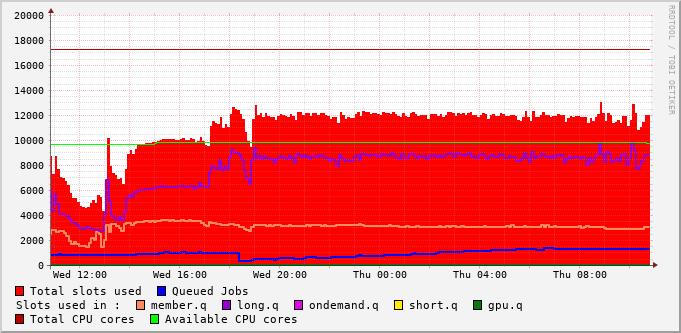 RRDTOOL / TOBI OETIKER
20000
18000
16000
14000
12000
10000
8000
6000
4000
2000
0
Wed 12:00 Wed 16:00 Wed 20:00 Thu 00:00 Thu 04:00 Thu 08:00
Total slots used Queued Jobs
Slots used in : member.q long.q ondemand.q short.q gpu.q
Total CPU cores Available CPU cores